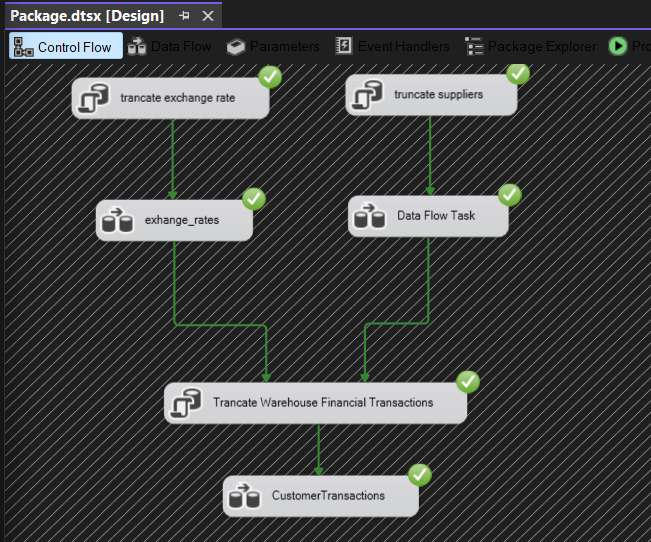 Package.dtsx [Design]
Control Flow
Data Flow
Parameters
Event Handlers
Package Explorer
trancate exchange rate
truncate suppliers
exhange_rates
Data Flow Task
Trancate Warehouse Financial Transactions
CustomerTransactions